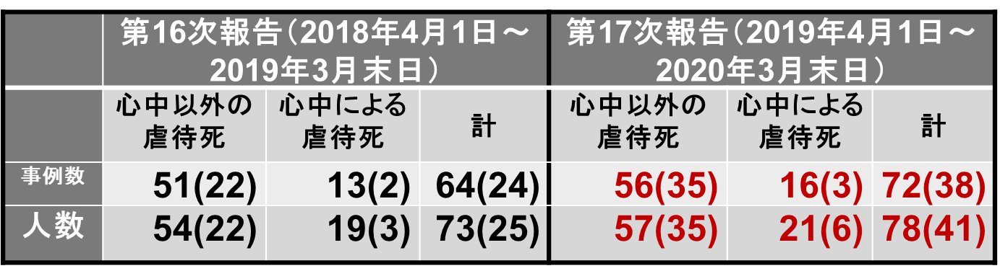 第16次報告（2018年4月1日～
2019年3月末日）
第17次報告（2019年4月1日～
2020年3月末日）
心中以外の
虐待死
心中による
虐待死
計
心中以外の
虐待死
心中による
虐待死
計
事例数 51(22) 13(2) 64(24) 56(35) 16(3) 72(38)
人数 54(22) 19(3) 73(25) 57(35) 21(6) 78(41)